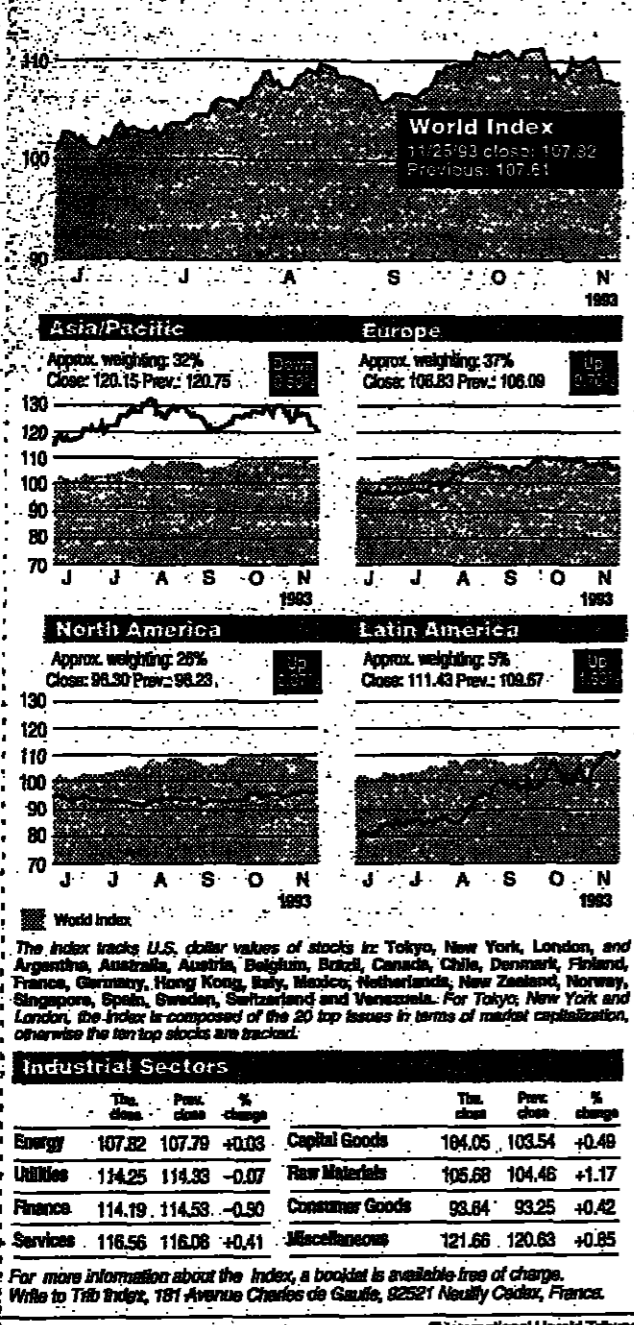 110
World Index
11/25/93 close: 107.82
Previous: 107.61
100
90
J J A S O N
1993
Asia/Pacific
Approx. weighting: 32%
Close: 120.15 Prev.: 120.75
Down
Europe
Approx. weighting: 37%
Close: 106.83 Prev.: 106.09
Up
130
120
110
100
90
80
70
J J A S O N
1993
J J A S O N
1993
North America
Approx. weighting: 26%
Close: 96.30 Prev.: 96.23
Up
Latin America
Approx. weighting: 5%
Close: 111.43 Prev.: 109.67
Up
130
120
110
100
90
80
70
J J A S O N
1993
J J A S O N
1993
World Index
The index tracks U.S. dollar values of stocks in: Tokyo, New York, London, and
Argentina, Australia, Austria, Belgium, Brazil, Canada, Chile, Denmark, Finland,
France, Germany, Hong Kong, Italy, Mexico, Netherlands, New Zealand, Norway,
Singapore, Spain, Sweden, Switzerland and Venezuela. For Tokyo, New York and
London, the index is composed of the 20 top issues in terms of market capitalization,
otherwise the ten top stocks are tracked.
Industrial Sectors
Thu. close Prev. close % change Thu. close Prev. close % change
Energy 107.82 107.79 +0.03 Capital Goods 104.05 103.54 +0.49
Utilities 114.25 114.33 -0.07 Raw Materials 105.68 104.46 +1.17
Finance 114.19 114.53 -0.30 Consumer Goods 93.64 93.25 +0.42
Services 116.56 116.08 +0.41 Miscellaneous 121.66 120.63 +0.85
For more information about the Index, a booklet is available free of charge.
Write to Trib Index, 181 Avenue Charles de Gaulle, 92521 Neuilly Cedex, France.